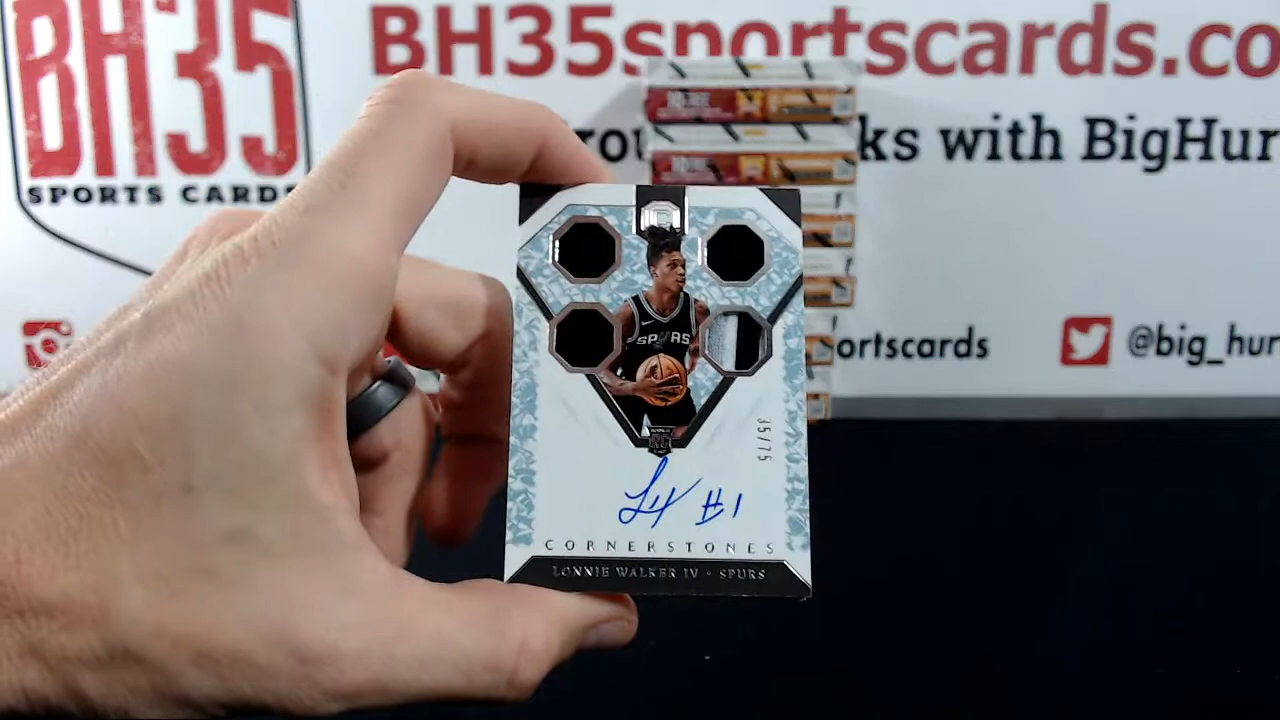 BH35
SPORTS CARDS
BH35sportscards.co
ks with BigHur
ortscards
@big_hur
SPURS
RC
35/75
#1
CORNERSTONES
LONNIE WALKER IV · SPURS